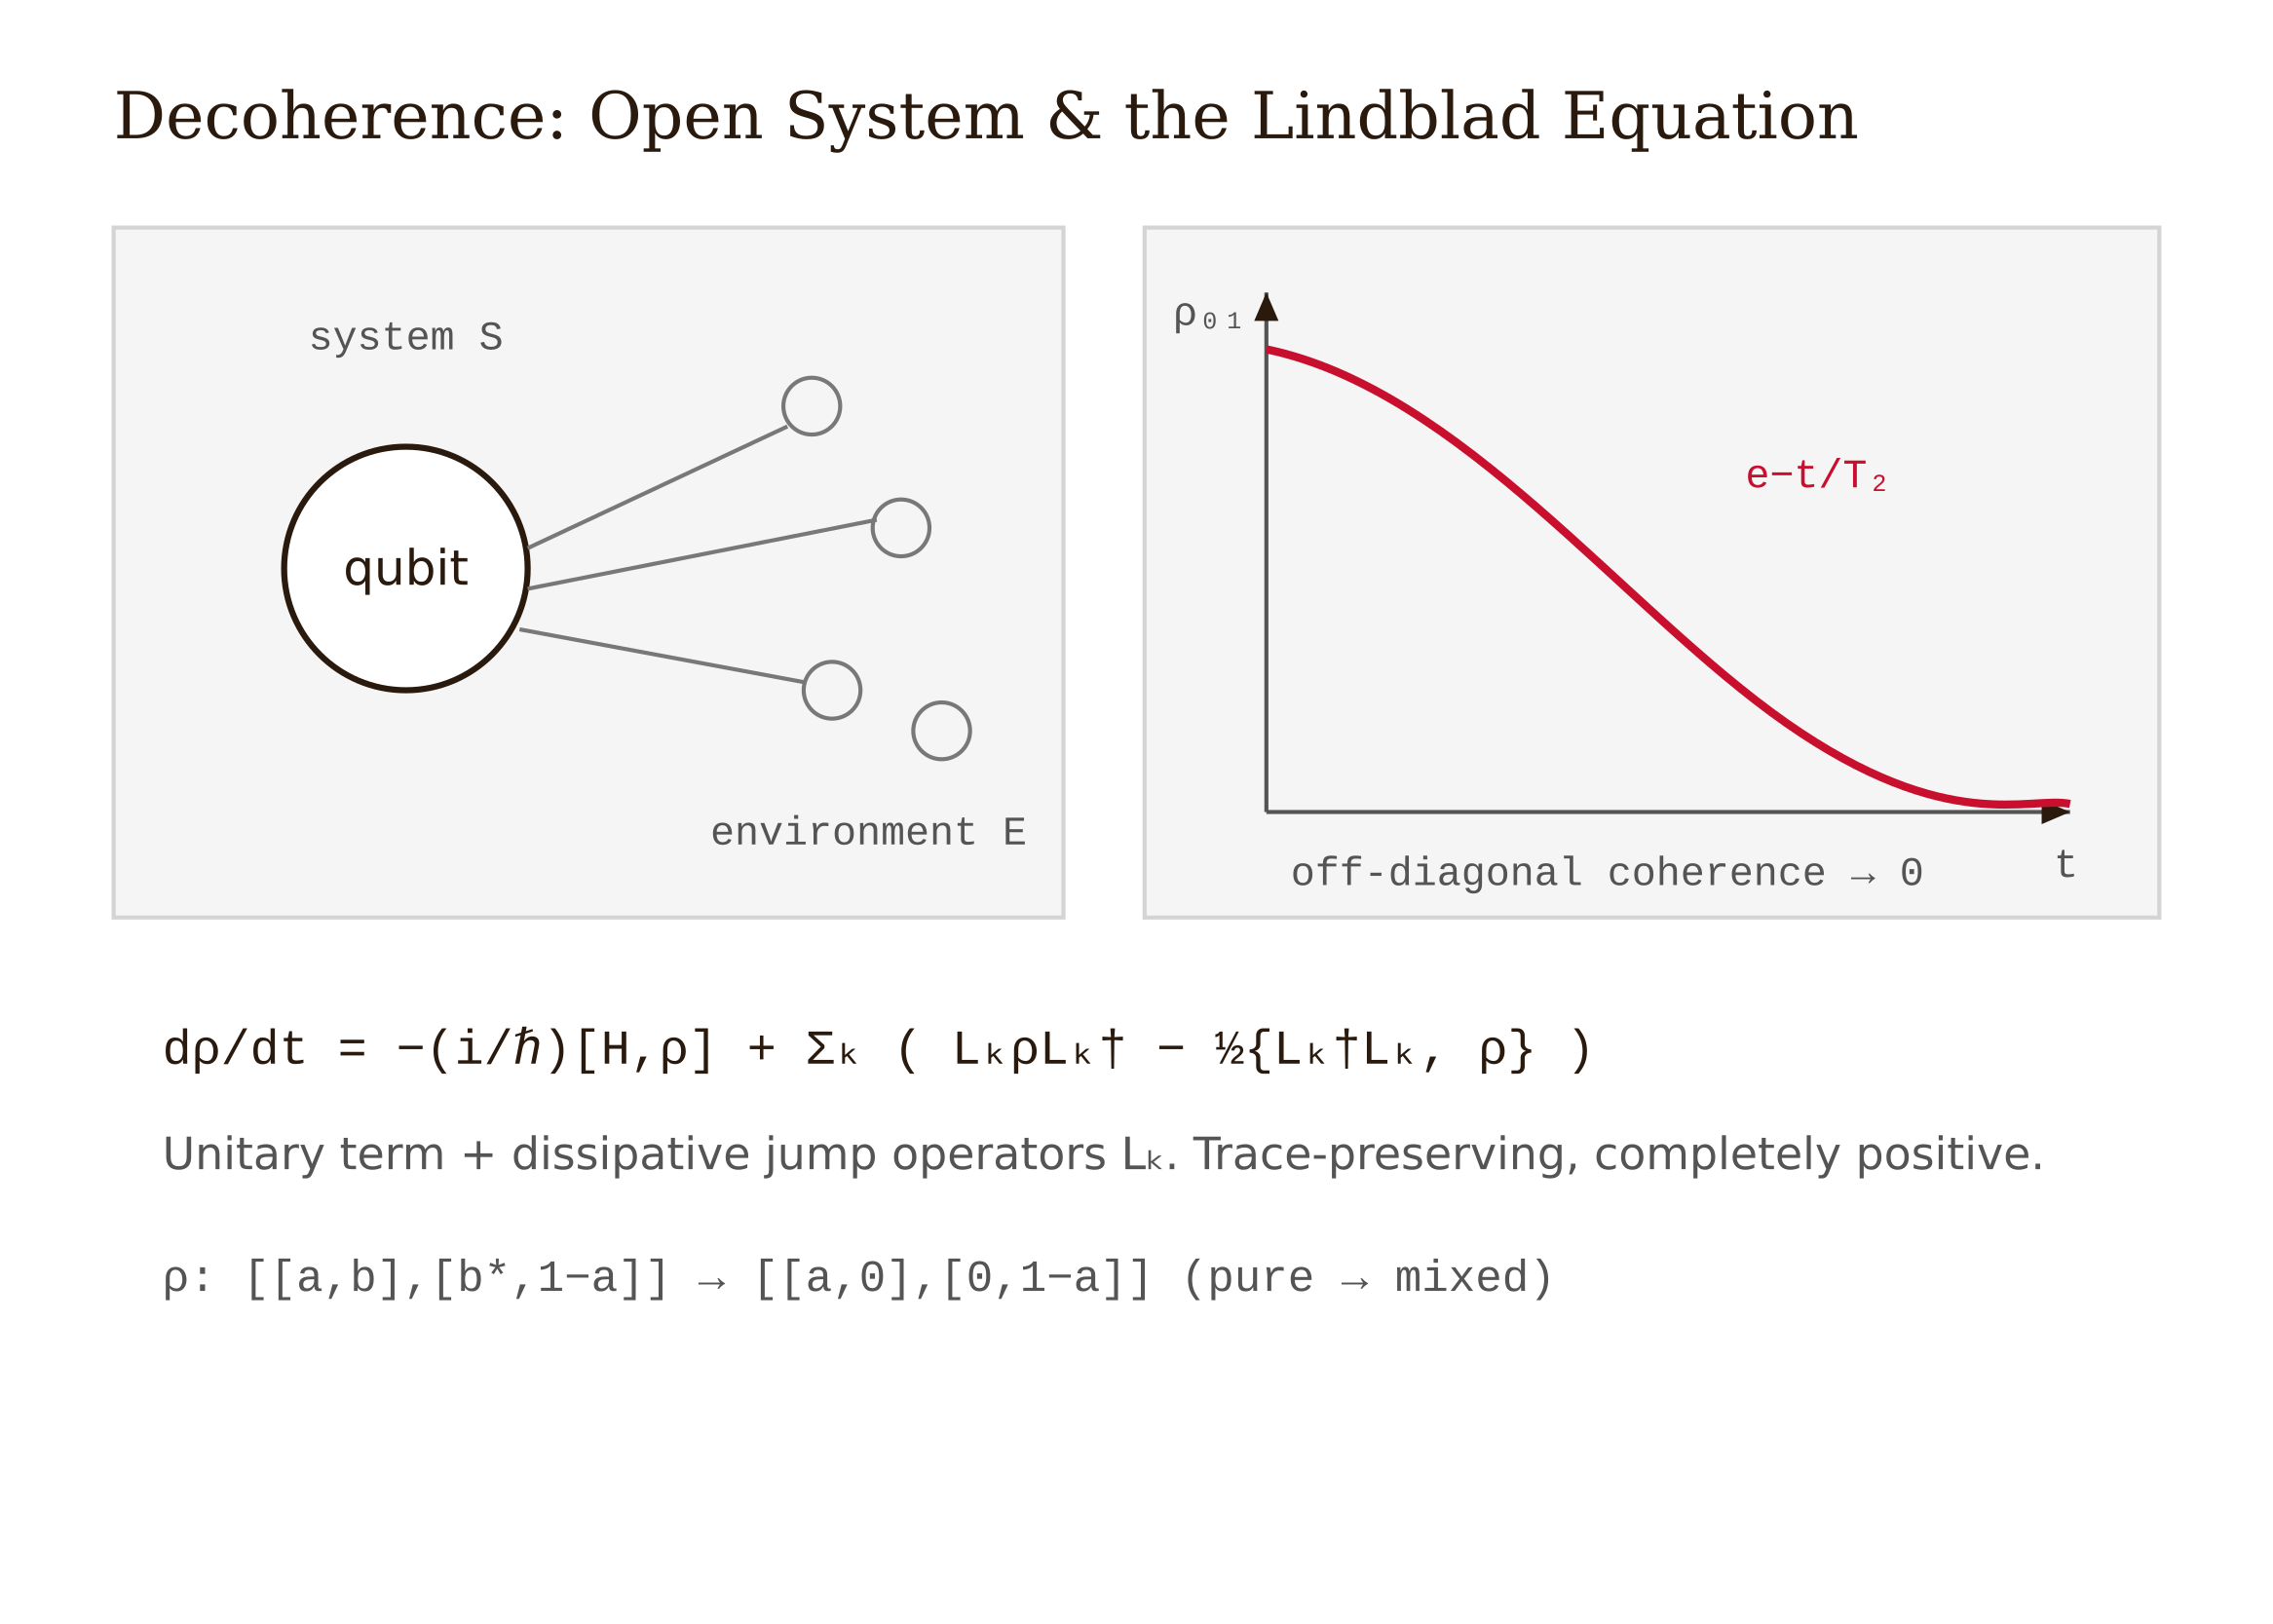 Decoherence: Open System & the Lindblad Equation
system S
qubit
environment E
ρ₀₁
e−t/T₂
off-diagonal coherence → 0
t
dρ/dt = −(i/ℏ)[H,ρ] + Σₖ ( LₖρLₖ† − ½{Lₖ†Lₖ, ρ} )
Unitary term + dissipative jump operators Lₖ. Trace-preserving, completely positive.
ρ: [[a,b],[b*,1−a]] → [[a,0],[0,1−a]] (pure → mixed)